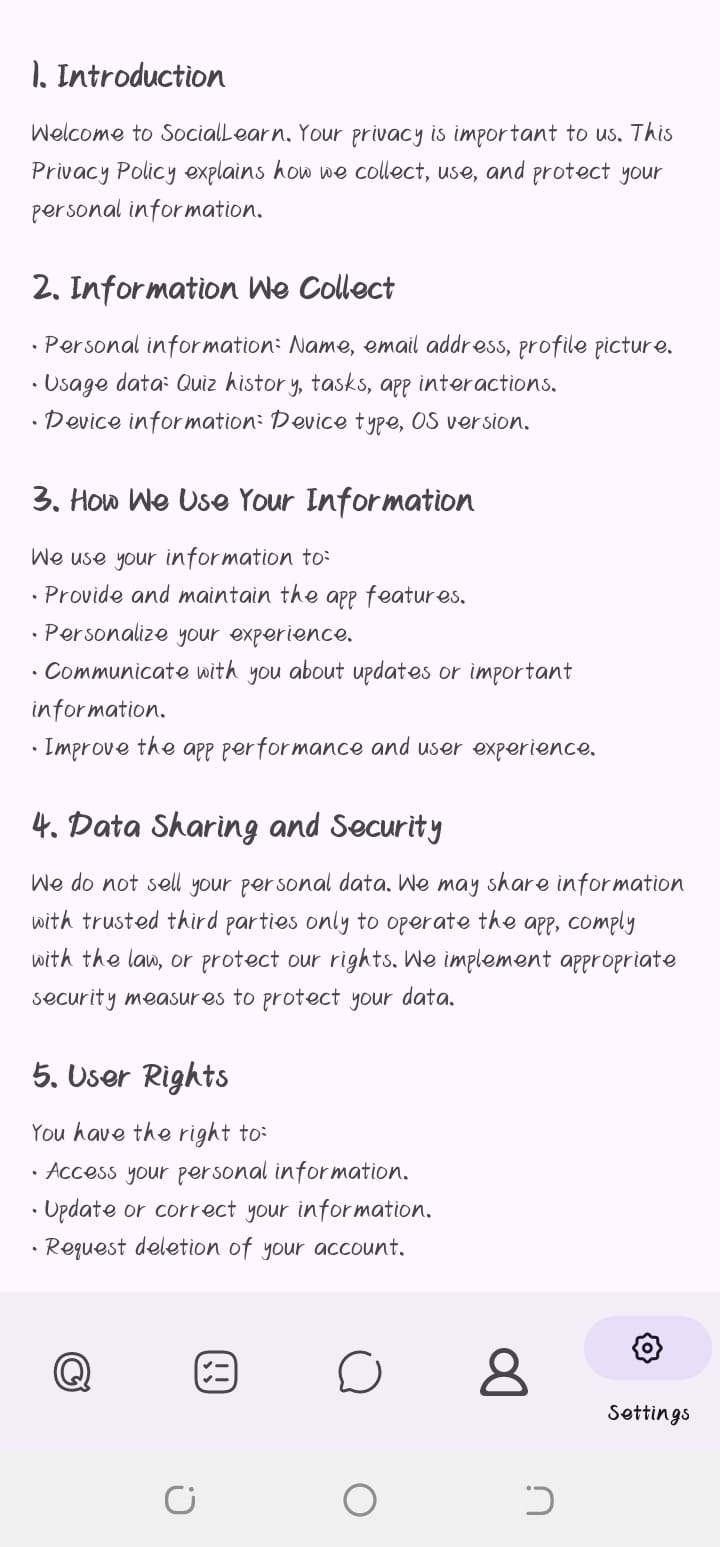 1. Introduction
Welcome to SocialLearn. Your privacy is important to us. This
Privacy Policy explains how we collect, use, and protect your
personal information.
2. Information We Collect
• Personal information: Name, email address, profile picture.
• Usage data: Quiz history, tasks, app interactions.
• Device information: Device type, OS version.
3. How We Use Your Information
We use your information to:
• Provide and maintain the app features.
• Personalize your experience.
• Communicate with you about updates or important
information.
• Improve the app performance and user experience.
4. Data Sharing and Security
We do not sell your personal data. We may share information
with trusted third parties only to operate the app, comply
with the law, or protect our rights. We implement appropriate
security measures to protect your data.
5. User Rights
You have the right to:
• Access your personal information.
• Update or correct your information.
• Request deletion of your account.
Settings